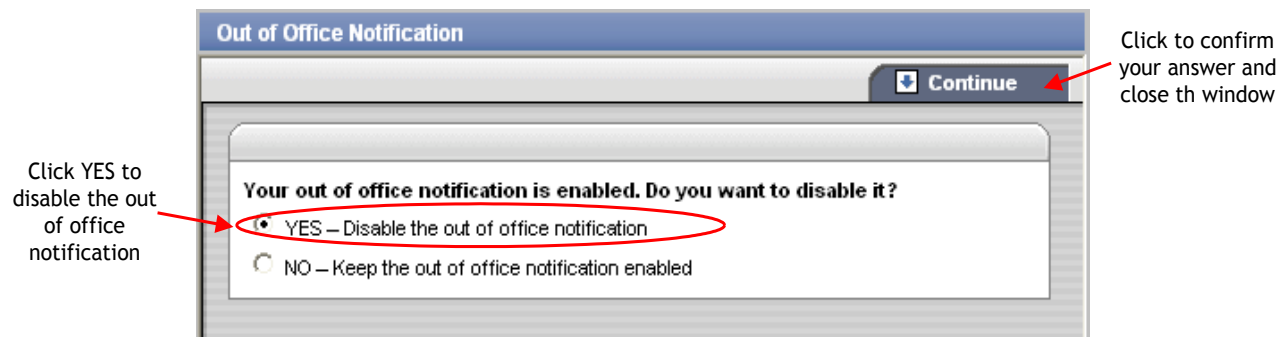 Out of Office Notification
Click to confirm
your answer and
close th window
Continue
Click YES to
disable the out
of office
notification
Your out of office notification is enabled. Do you want to disable it?
YES – Disable the out of office notification
NO – Keep the out of office notification enabled